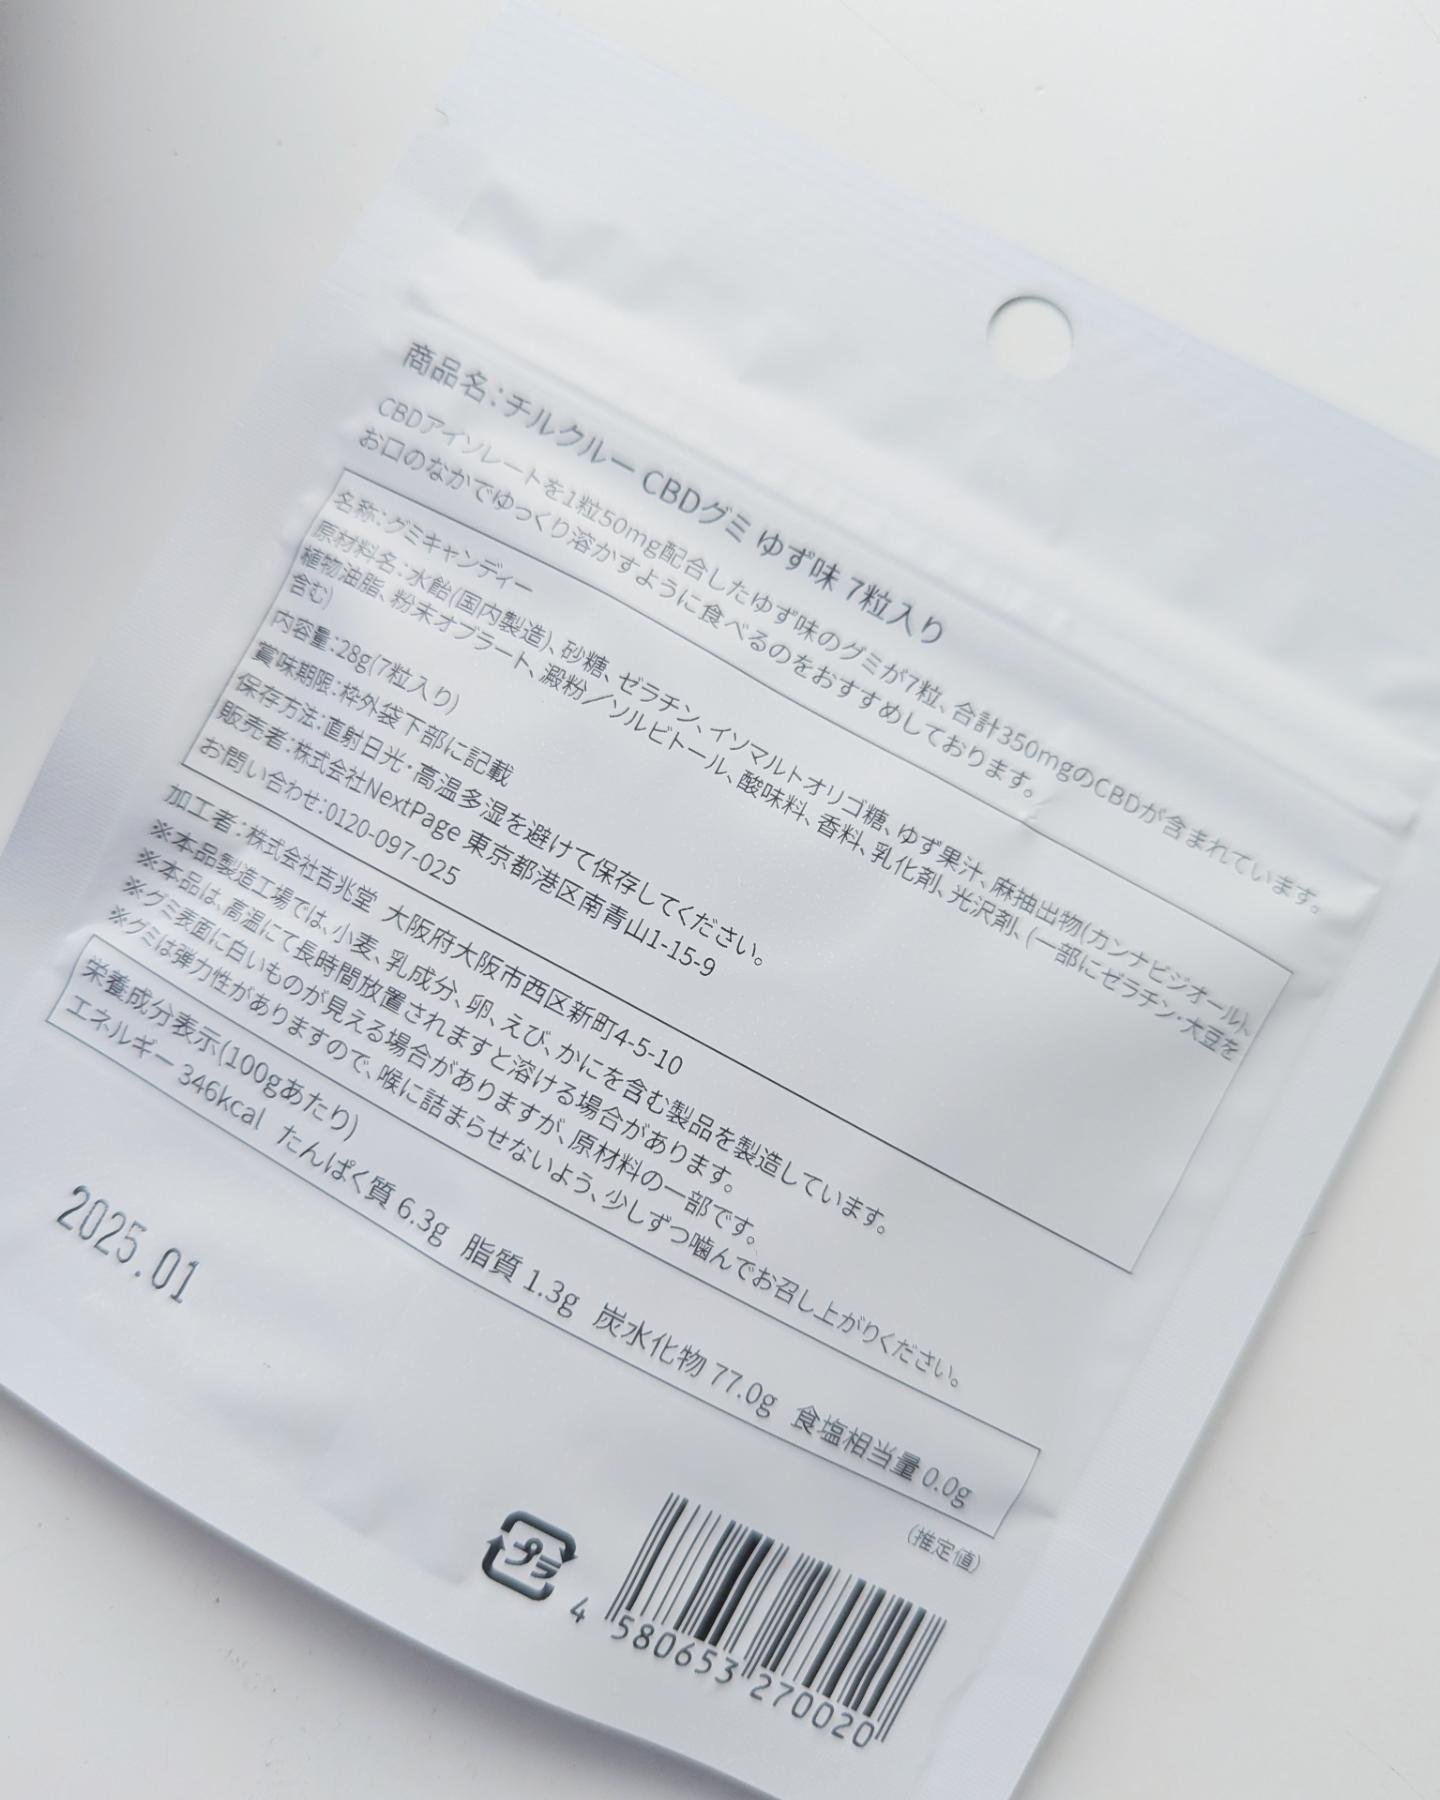 商品名：チルクルー CBDグミ ゆず味 7粒入り
CBDアイソレートを1粒50mg配合したゆず味のグミが7粒、合計350mgのCBDが含まれています。
お口のなかでゆっくり溶かすように食べるのをおすすめしております。
名称：グミキャンディー
原材料名：水飴(国内製造)、砂糖、ゼラチン、イソマルトオリゴ糖、ゆず果汁、麻抽出物(カンナビジオール)、
植物油脂、粉末オブラート、澱粉／ソルビトール、酸味料、香料、乳化剤、光沢剤、(一部にゼラチン・大豆を
含む)
内容量：28g(7粒入り)
賞味期限：枠外袋下部に記載
保存方法：直射日光・高温多湿を避けて保存してください。
販売者：株式会社NextPage 東京都港区南青山1-15-9
お問い合わせ：0120-097-025
加工者：株式会社吉兆堂 大阪府大阪市西区新町4-5-10
※本品製造工場では、小麦、乳成分、卵、えび、かにを含む製品を製造しています。
※本品は、高温にて長時間放置されますと溶ける場合があります。
※グミ表面に白いものが見える場合がありますが、原材料の一部です。
※グミは弾力性がありますので、喉に詰まらせないよう、少しずつ噛んでお召し上がりください。
栄養成分表示(100gあたり)
エネルギー 346kcal たんぱく質 6.3g 脂質 1.3g 炭水化物 77.0g 食塩相当量 0.0g
(推定値)
2025.01
プラ
4 580653 270020